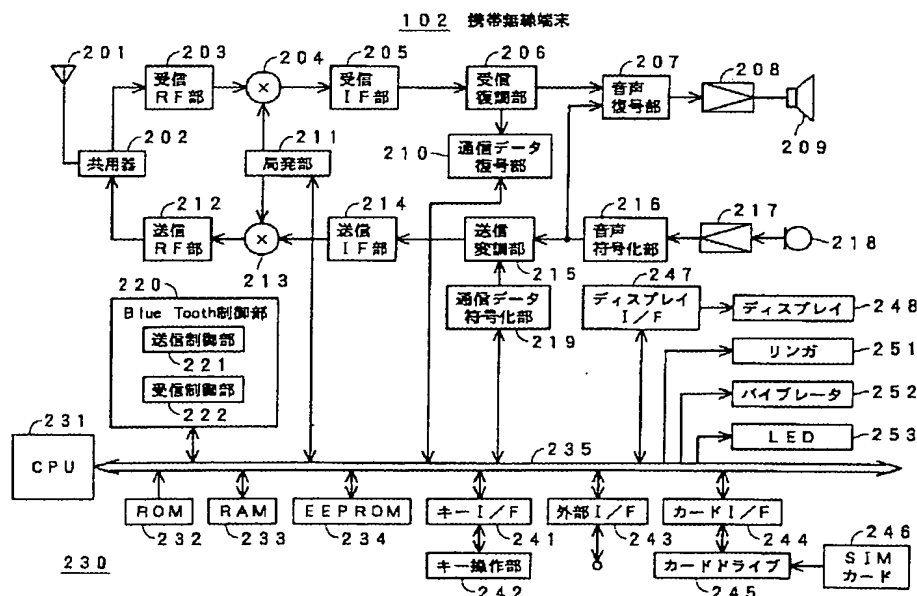 102 携帯無線端末
201
203
204
205
206
207
208
受信
RF部
×
受信
IF部
受信
復調部
音声
復号部
209
202
211
210
共用器
局発部
通信データ
復号部
212
214
216
217
送信
RF部
×
送信
IF部
送信
変調部
音声
符号化部
218
213
215
247
220
Blue Tooth制御部
通信データ
符号化部
219
ディスプレイ
I/F
ディスプレイ
248
送信制御部
221
リンガ
251
受信制御部
222
バイブレータ
252
231
235
LED
253
CPU
ROM
232
RAM
233
EEPROM
234
キーI/F
241
外部I/F
243
カードI/F
244
246
230
キー操作部
242
カードドライブ
245
SIM
カード